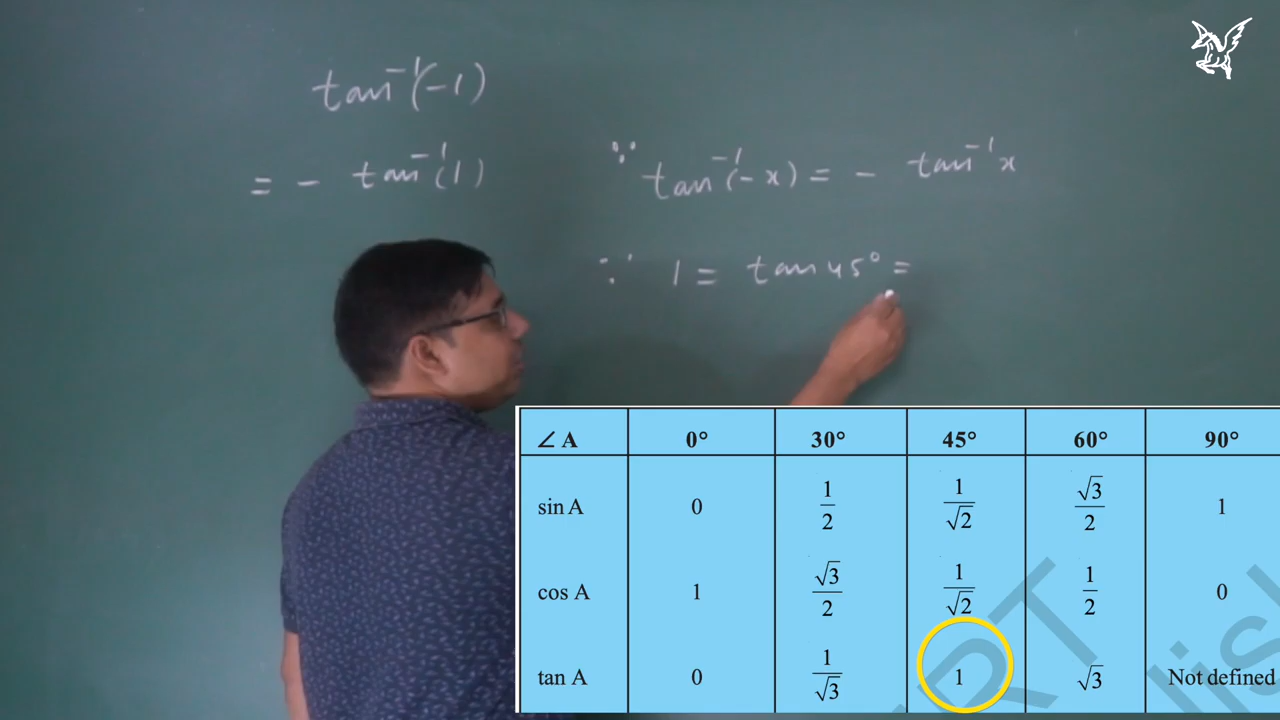 tan⁻¹(-1)
= - tan⁻¹(1)
∵ tan⁻¹(-x) = - tan⁻¹x
∵ 1 = tan 45° =
∠ A 0° 30° 45° 60° 90°
sin A 0 1/2 1/√2 √3/2 1
cos A 1 √3/2 1/√2 1/2 0
tan A 0 1/√3 1 √3 Not defined